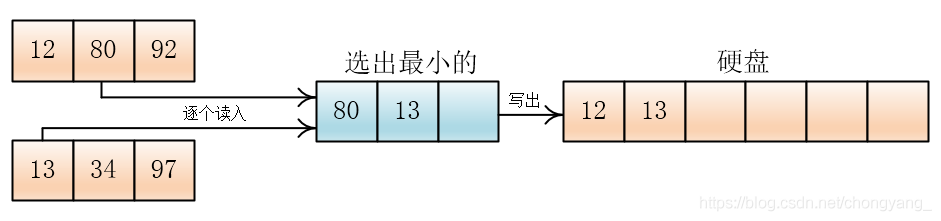 12 80 92
选出最小的
硬盘
逐个读入
80 13
写出
12 13
13 34 97
https://blog.csdn.net/chongyang_